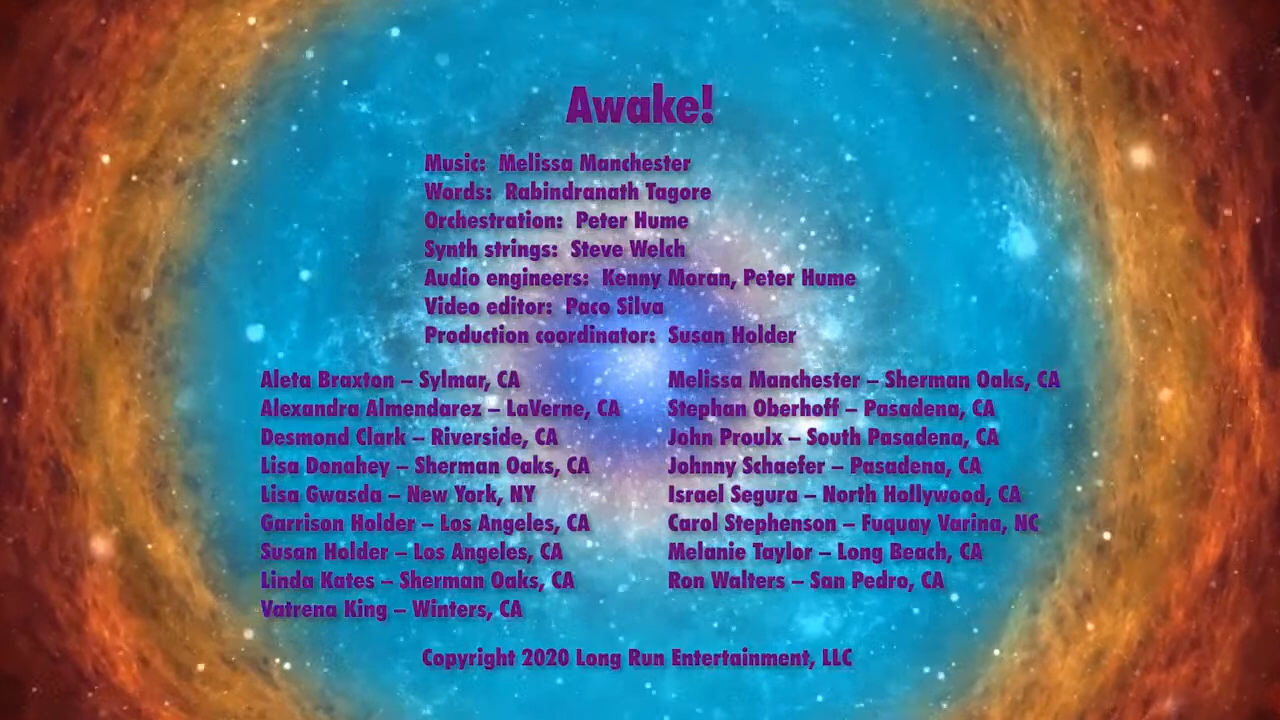 Awake!
Music: Melissa Manchester
Words: Rabindranath Tagore
Orchestration: Peter Hume
Synth strings: Steve Welch
Audio engineers: Kenny Moran, Peter Hume
Video editor: Paco Silva
Production coordinator: Susan Holder
Aleta Braxton – Sylmar, CA
Alexandra Almendarez – LaVerne, CA
Desmond Clark – Riverside, CA
Lisa Donahey – Sherman Oaks, CA
Lisa Gwasda – New York, NY
Garrison Holder – Los Angeles, CA
Susan Holder – Los Angeles, CA
Linda Kates – Sherman Oaks, CA
Vatrena King – Winters, CA
Melissa Manchester – Sherman Oaks, CA
Stephan Oberhoff – Pasadena, CA
John Proulx – South Pasadena, CA
Johnny Schaefer – Pasadena, CA
Israel Segura – North Hollywood, CA
Carol Stephenson – Fuquay Varina, NC
Melanie Taylor – Long Beach, CA
Ron Walters – San Pedro, CA
Copyright 2020 Long Run Entertainment, LLC